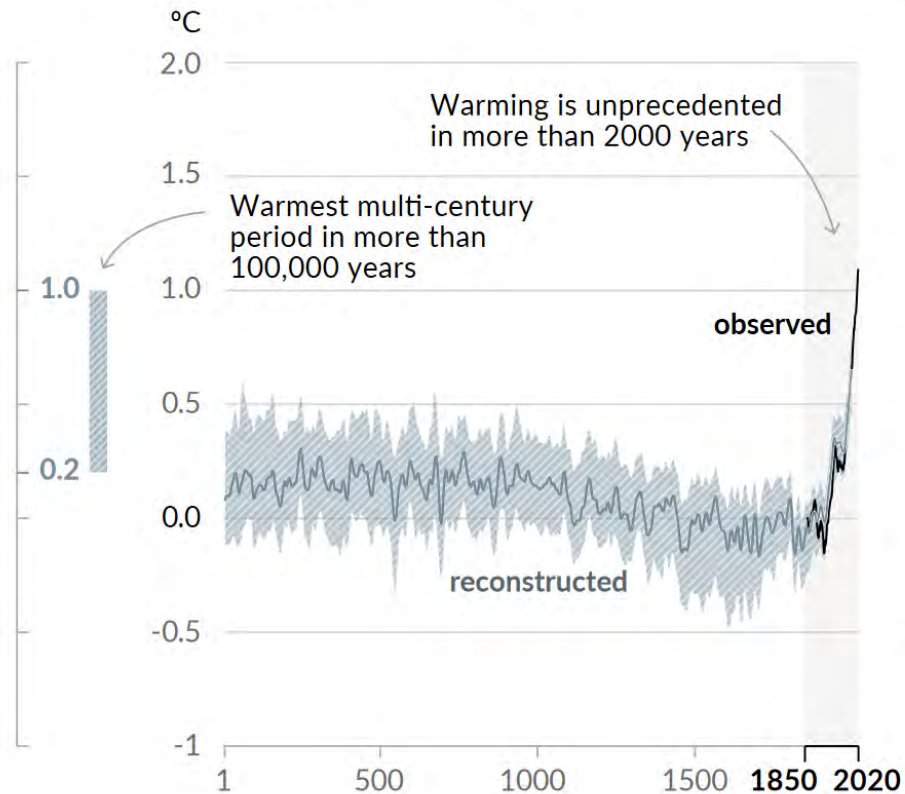 ºC
2.0
Warming is unprecedented
in more than 2000 years
1.5
Warmest multi-century
period in more than
100,000 years
1.0
1.0
observed
0.5
0.2
0.0
reconstructed
-0.5
-1
1 500 1000 1500 1850 2020